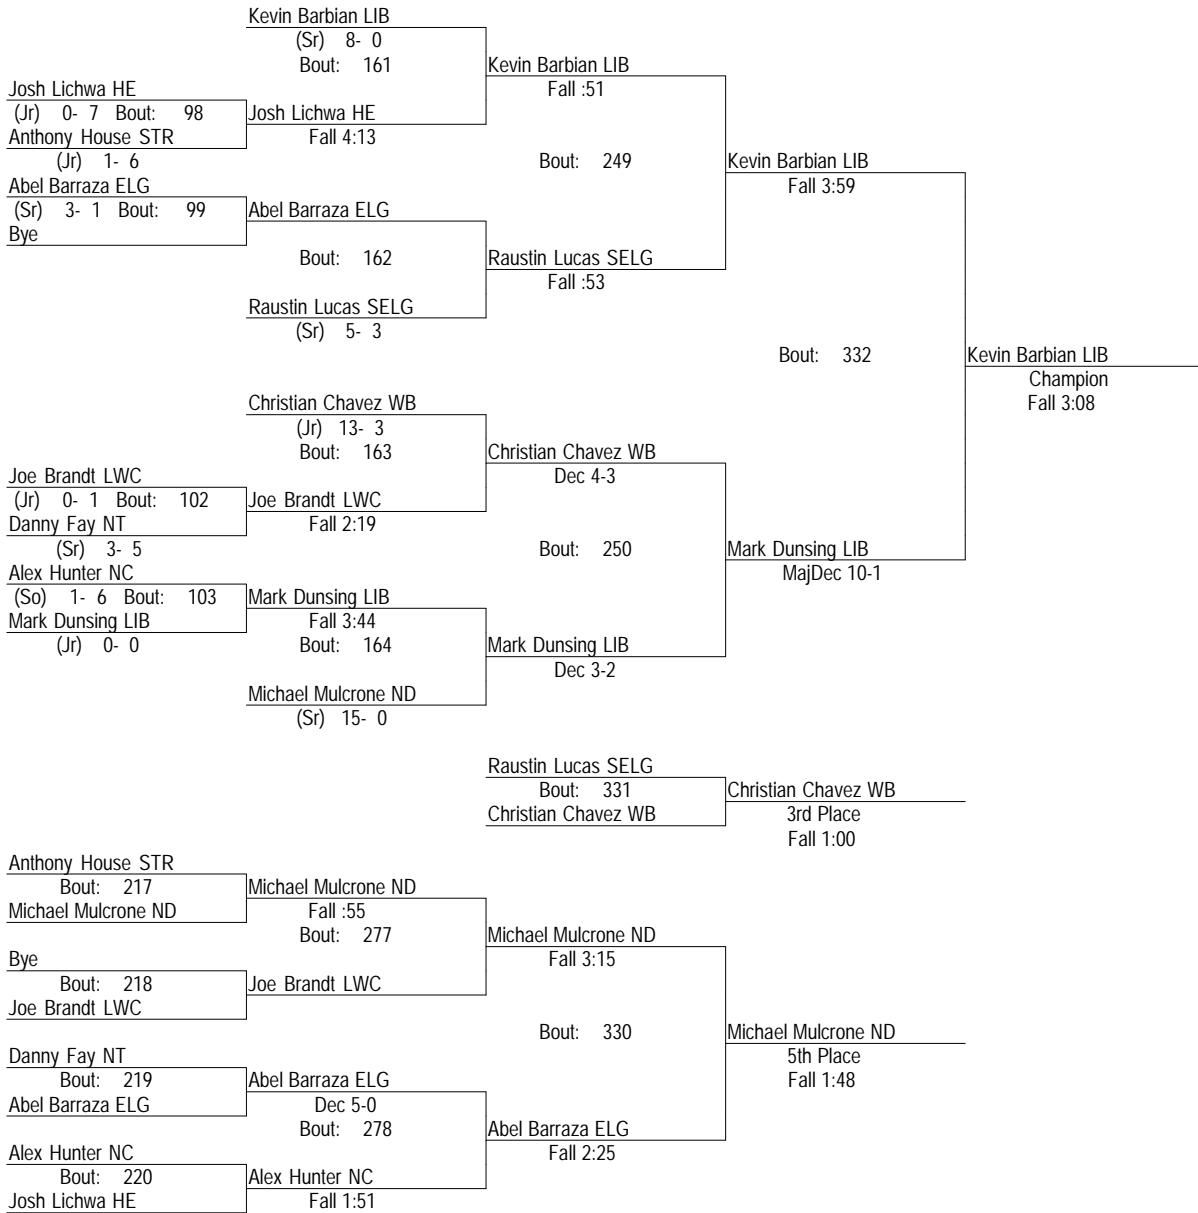 Kevin Barbian LIB
(Sr) 8- 0
Bout: 161
Kevin Barbian LIB
Fall :51
Josh Lichwa HE
(Jr) 0- 7 Bout: 98
Josh Lichwa HE
Anthony House STR
Fall 4:13
(Jr) 1- 6
Bout: 249
Kevin Barbian LIB
Fall 3:59
Abel Barraza ELG
(Sr) 3- 1 Bout: 99
Abel Barraza ELG
Bye
Bout: 162
Raustin Lucas SELG
Fall :53
Raustin Lucas SELG
(Sr) 5- 3
Bout: 332
Kevin Barbian LIB
Champion
Fall 3:08
Christian Chavez WB
(Jr) 13- 3
Bout: 163
Christian Chavez WB
Dec 4-3
Joe Brandt LWC
(Jr) 0- 1 Bout: 102
Joe Brandt LWC
Danny Fay NT
Fall 2:19
(Sr) 3- 5
Bout: 250
Mark Dunsing LIB
MajDec 10-1
Alex Hunter NC
(So) 1- 6 Bout: 103
Mark Dunsing LIB
Mark Dunsing LIB
Fall 3:44
(Jr) 0- 0
Bout: 164
Mark Dunsing LIB
Dec 3-2
Michael Mulcrone ND
(Sr) 15- 0
Raustin Lucas SELG
Bout: 331
Christian Chavez WB
Christian Chavez WB
3rd Place
Fall 1:00
Anthony House STR
Bout: 217
Michael Mulcrone ND
Michael Mulcrone ND
Fall :55
Bout: 277
Michael Mulcrone ND
Fall 3:15
Bye
Bout: 218
Joe Brandt LWC
Joe Brandt LWC
Bout: 330
Michael Mulcrone ND
5th Place
Fall 1:48
Danny Fay NT
Bout: 219
Abel Barraza ELG
Abel Barraza ELG
Dec 5-0
Bout: 278
Abel Barraza ELG
Fall 2:25
Alex Hunter NC
Bout: 220
Alex Hunter NC
Josh Lichwa HE
Fall 1:51